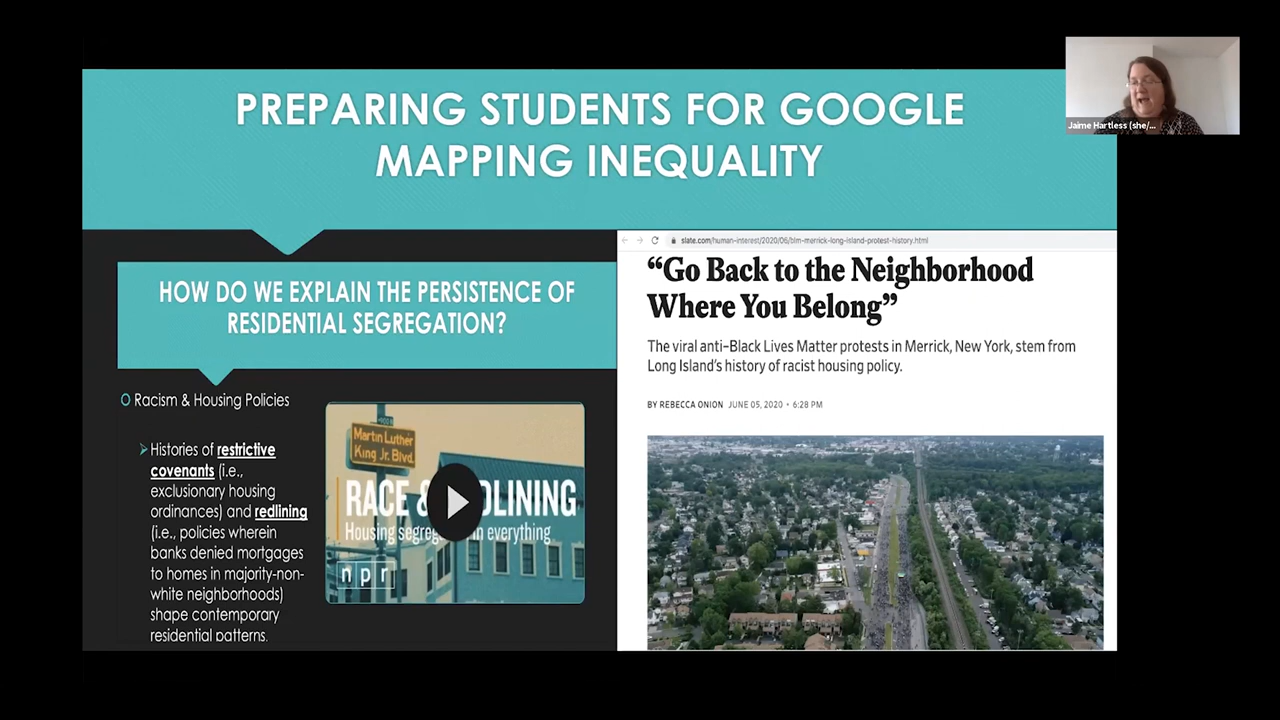 PREPARING STUDENTS FOR GOOGLE
MAPPING INEQUALITY
Jaime Hartless (she/...
HOW DO WE EXPLAIN THE PERSISTENCE OF
RESIDENTIAL SEGREGATION?
Racism & Housing Policies
Histories of restrictive
covenants (i.e.,
exclusionary housing
ordinances) and redlining
(i.e., policies wherein
banks denied mortgages
to homes in majority-non-
white neighborhoods)
shape contemporary
residential patterns.
Martin Luther
King Jr. Blvd.
RACE &
Housing
in everything
npr
slate.com/human-interest/2020/06/blm-merrick-long-island-protest-history.html
“Go Back to the Neighborhood
Where You Belong”
The viral anti–Black Lives Matter protests in Merrick, New York, stem from
Long Island’s history of racist housing policy.
BY REBECCA ONION JUNE 05, 2020 • 6:28 PM